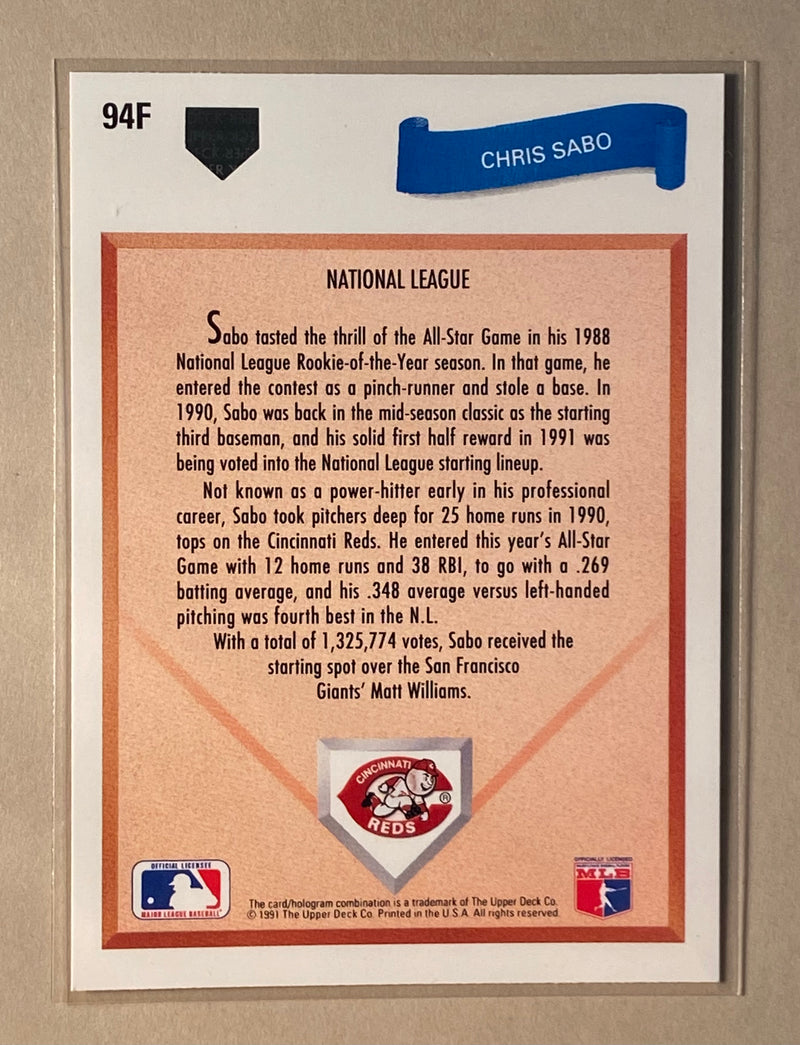 94F
CHRIS SABO
NATIONAL LEAGUE
Sabo tasted the thrill of the All-Star Game in his 1988
National League Rookie-of-the-Year season. In that game, he
entered the contest as a pinch-runner and stole a base. In
1990, Sabo was back in the mid-season classic as the starting
third baseman, and his solid first half reward in 1991 was
being voted into the National League starting lineup.
Not known as a power-hitter early in his professional
career, Sabo took pitchers deep for 25 home runs in 1990,
tops on the Cincinnati Reds. He entered this year's All-Star
Game with 12 home runs and 38 RBI, to go with a .269
batting average, and his .348 average versus left-handed
pitching was fourth best in the N.L.
With a total of 1,325,774 votes, Sabo received the
starting spot over the San Francisco
Giants' Matt Williams.
CINCINNATI
REDS ®
OFFICIAL LICENSEE
MAJOR LEAGUE BASEBALL
The card/hologram combination is a trademark of The Upper Deck Co.
© 1991 The Upper Deck Co. Printed in the U.S.A. All rights reserved.
OFFICIALLY LICENSED
MLB